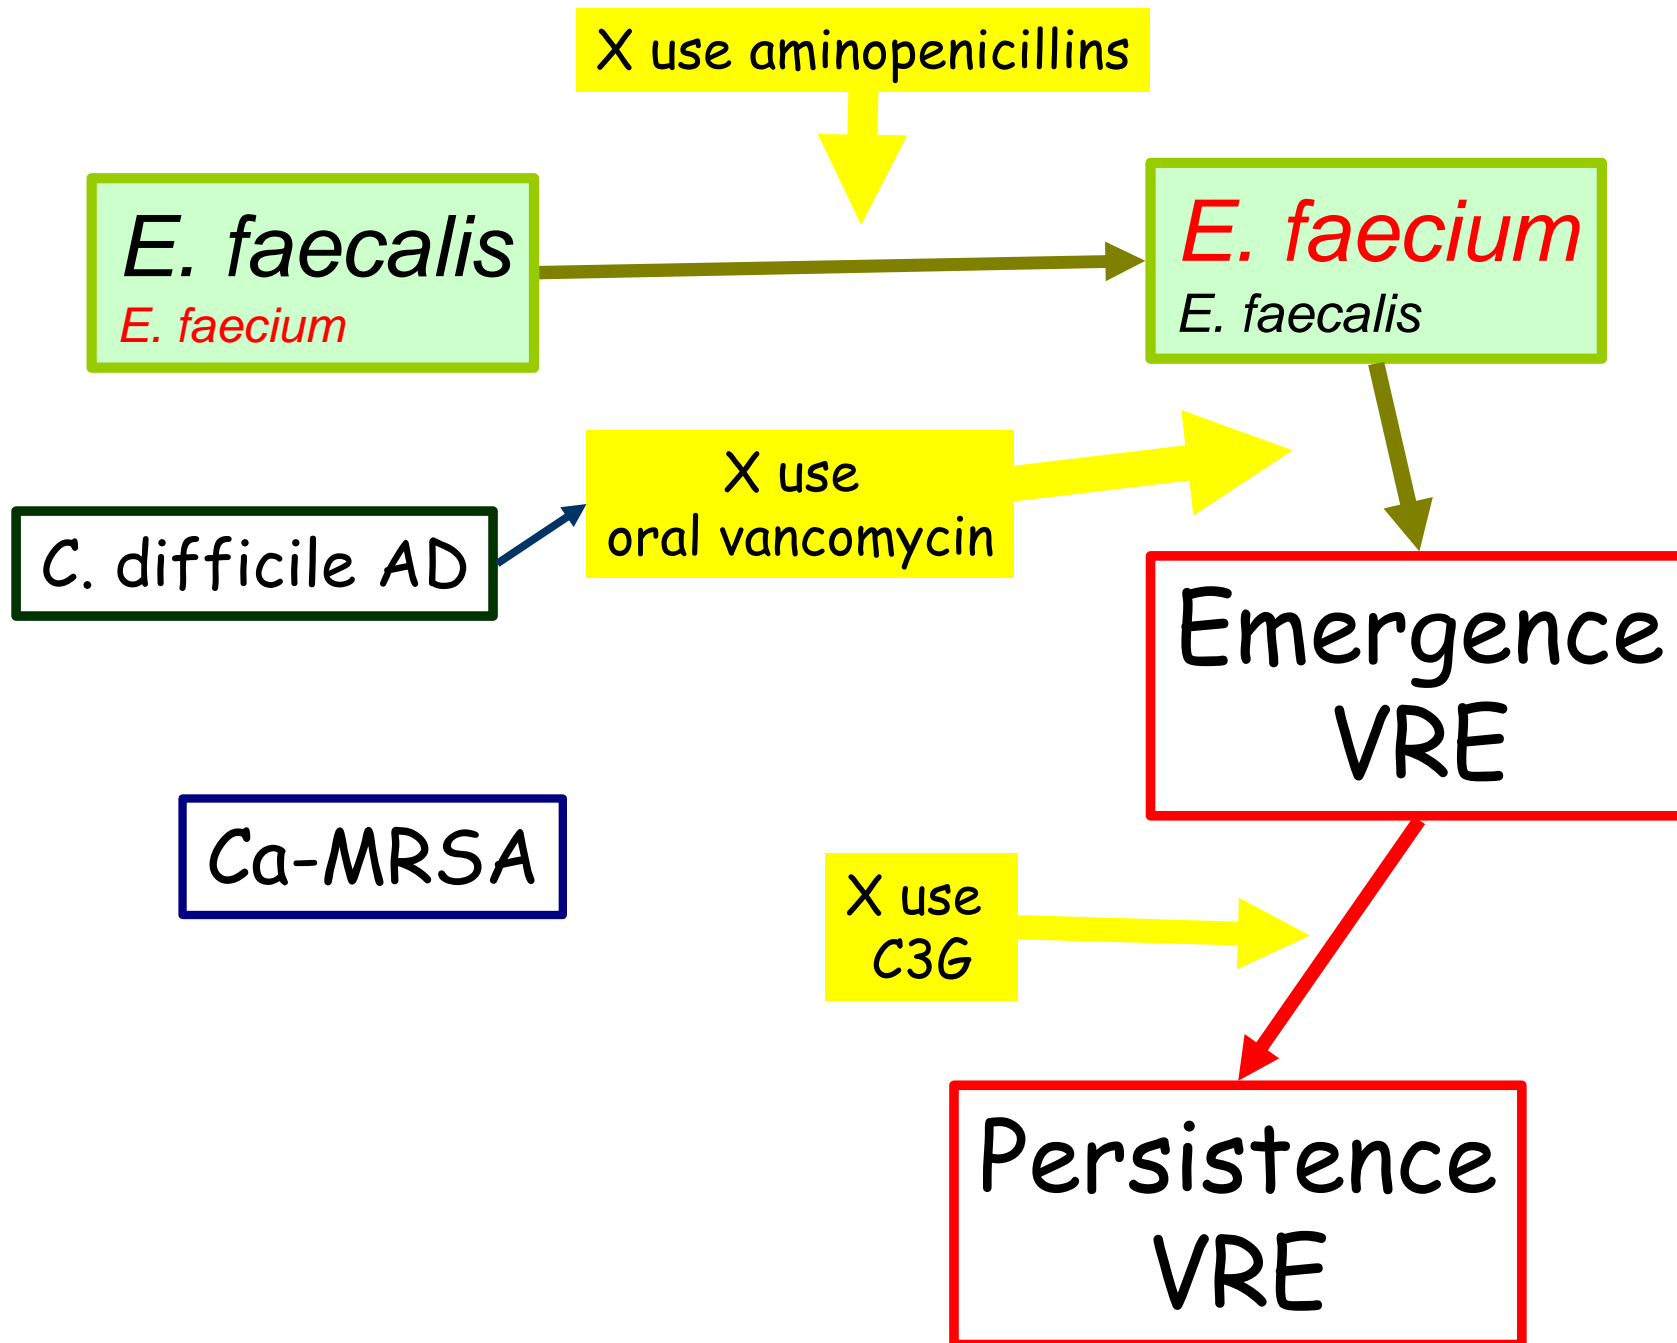 X use aminopenicillins
E. faecalis
E. faecium
E. faecium
E. faecalis
X use
oral vancomycin
C. difficile AD
Emergence
VRE
Ca-MRSA
X use
C3G
Persistence
VRE